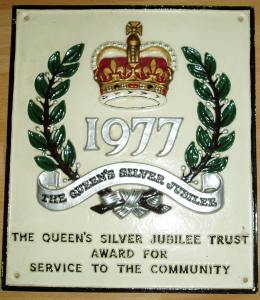 1977
THE QUEEN'S SILVER JUBILEE
THE QUEEN'S SILVER JUBILEE TRUST
AWARD FOR
SERVICE TO THE COMMUNITY